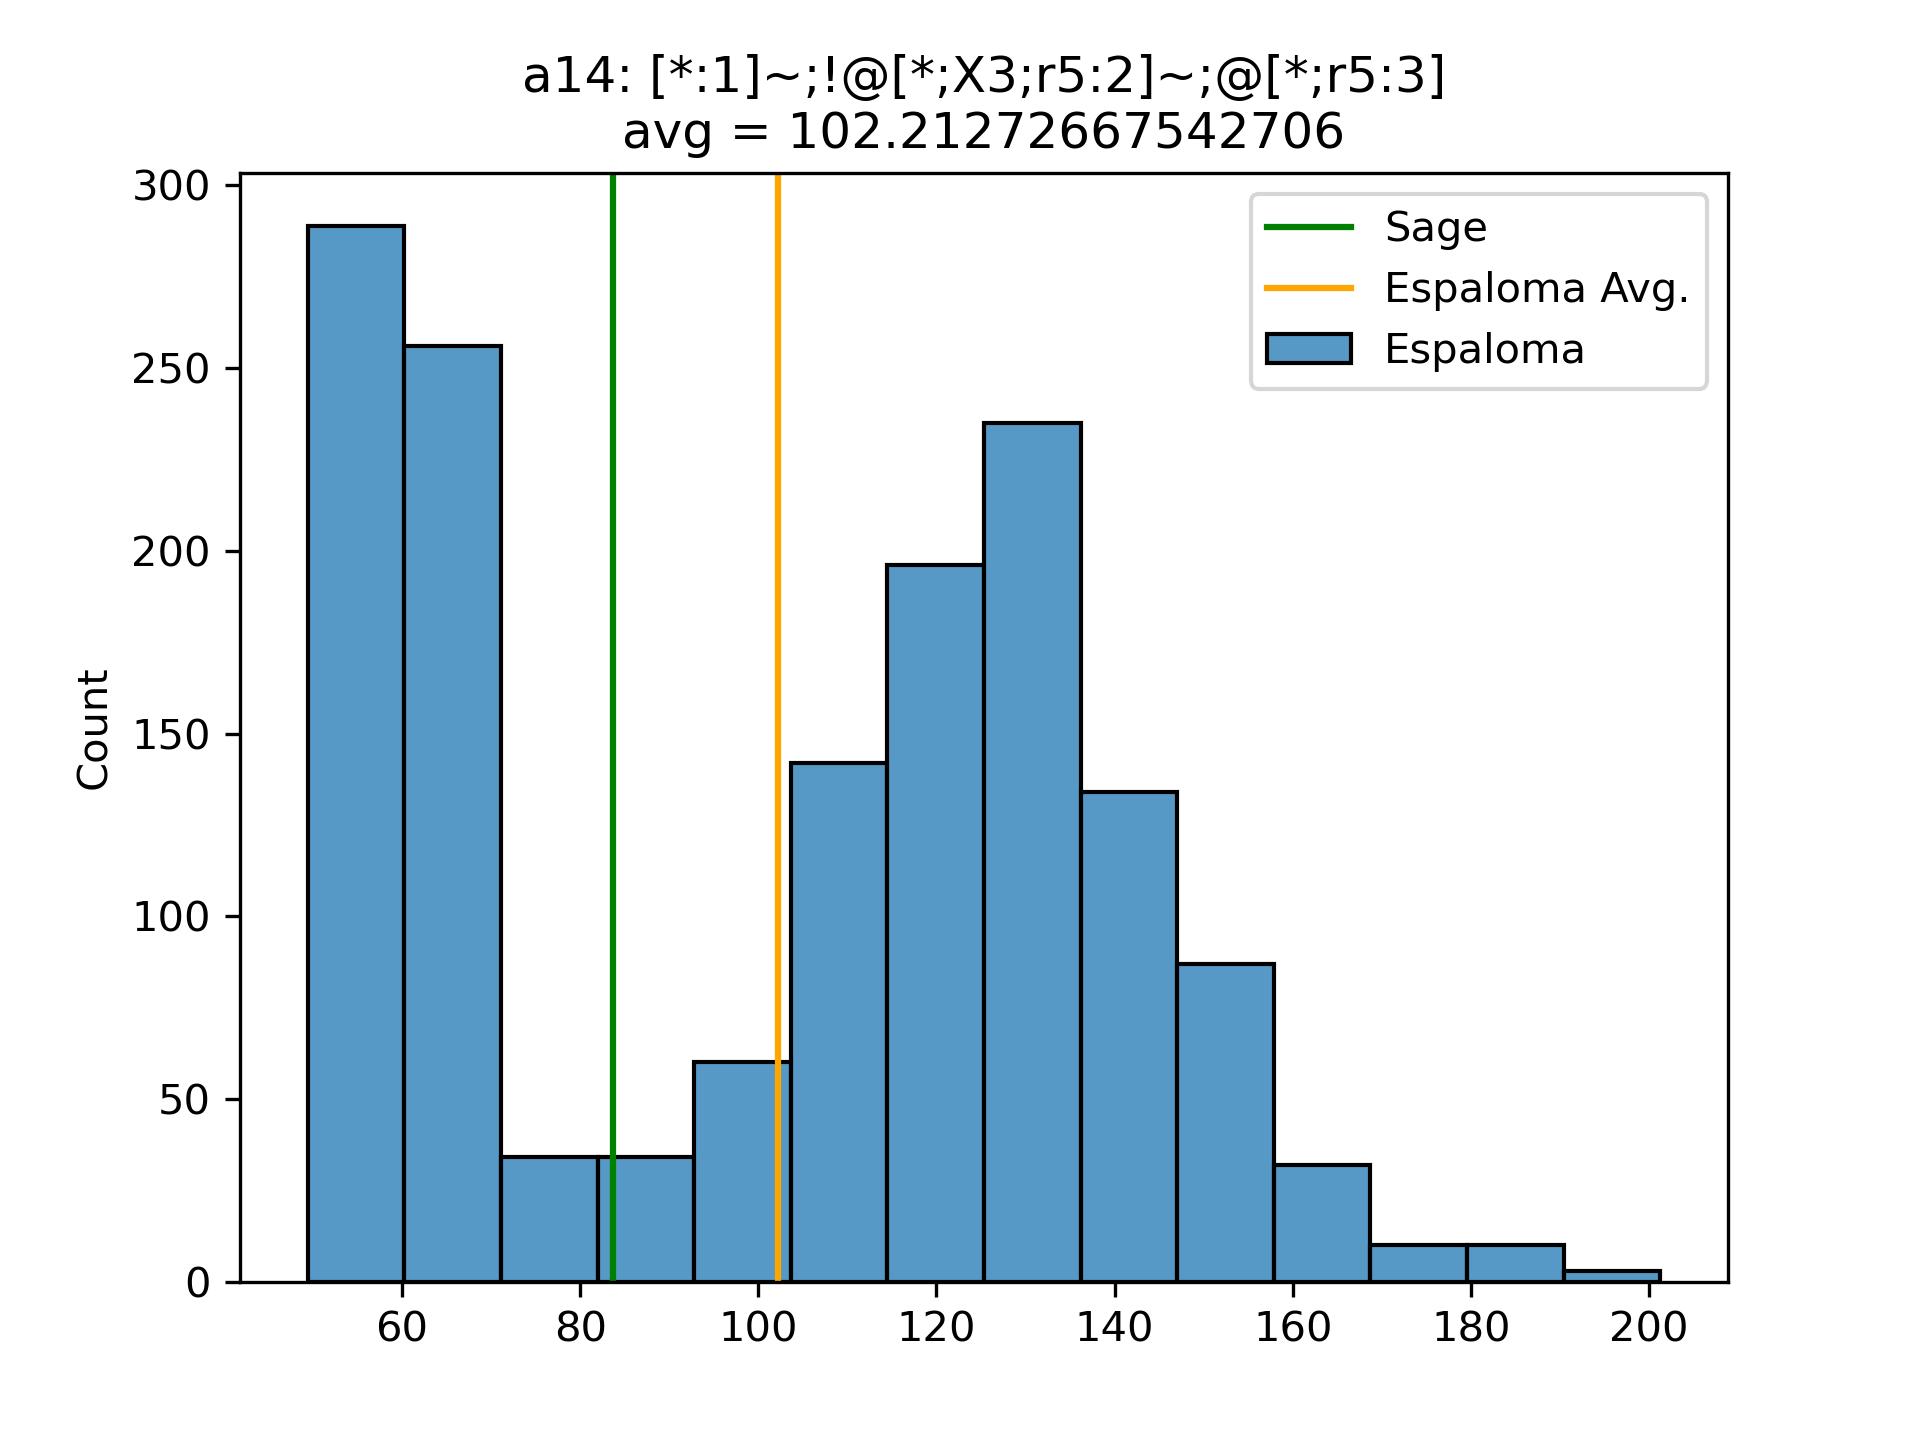 a14: [*:1]~;!@[*;X3;r5:2]~;@[*;r5:3]
avg = 102.21272667542706
Sage
Espaloma Avg.
Espaloma
Count
300
250
200
150
100
50
0
60 80 100 120 140 160 180 200